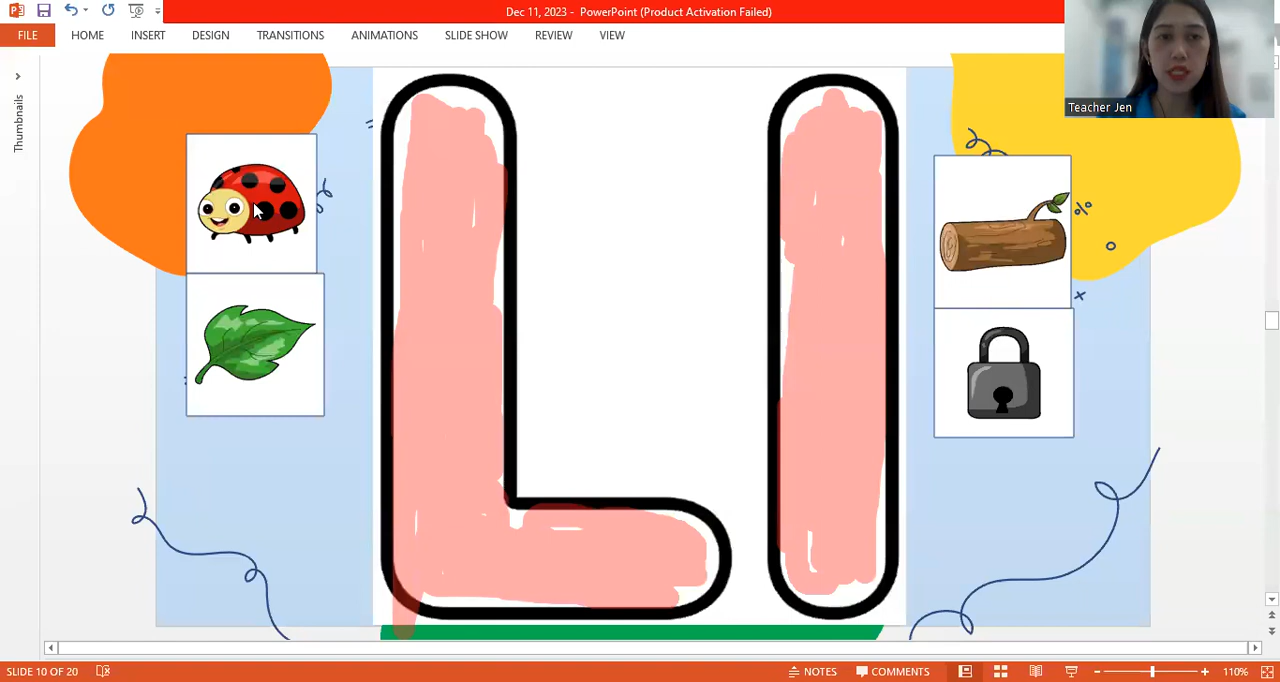 Dec 11, 2023 - PowerPoint (Product Activation Failed)
FILE HOME INSERT DESIGN TRANSITIONS ANIMATIONS SLIDE SHOW REVIEW VIEW
Teacher Jen
Thumbnails
Ll
SLIDE 10 OF 20 NOTES COMMENTS 110%